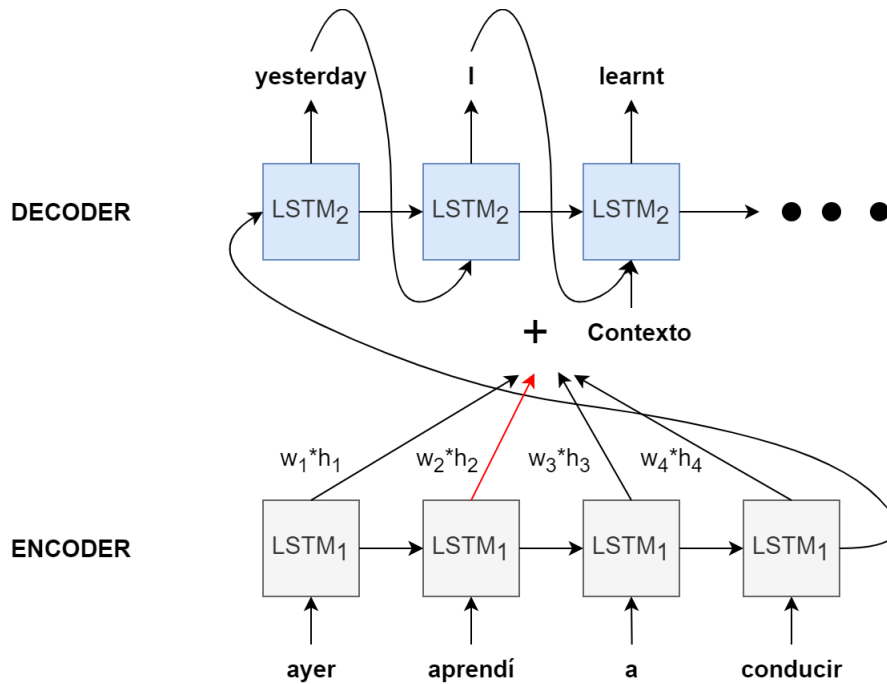 yesterday I learnt
DECODER LSTM₂ LSTM₂ LSTM₂
+ Contexto
w₁*h₁ w₂*h₂ w₃*h₃ w₄*h₄
ENCODER LSTM₁ LSTM₁ LSTM₁ LSTM₁
ayer aprendí a conducir